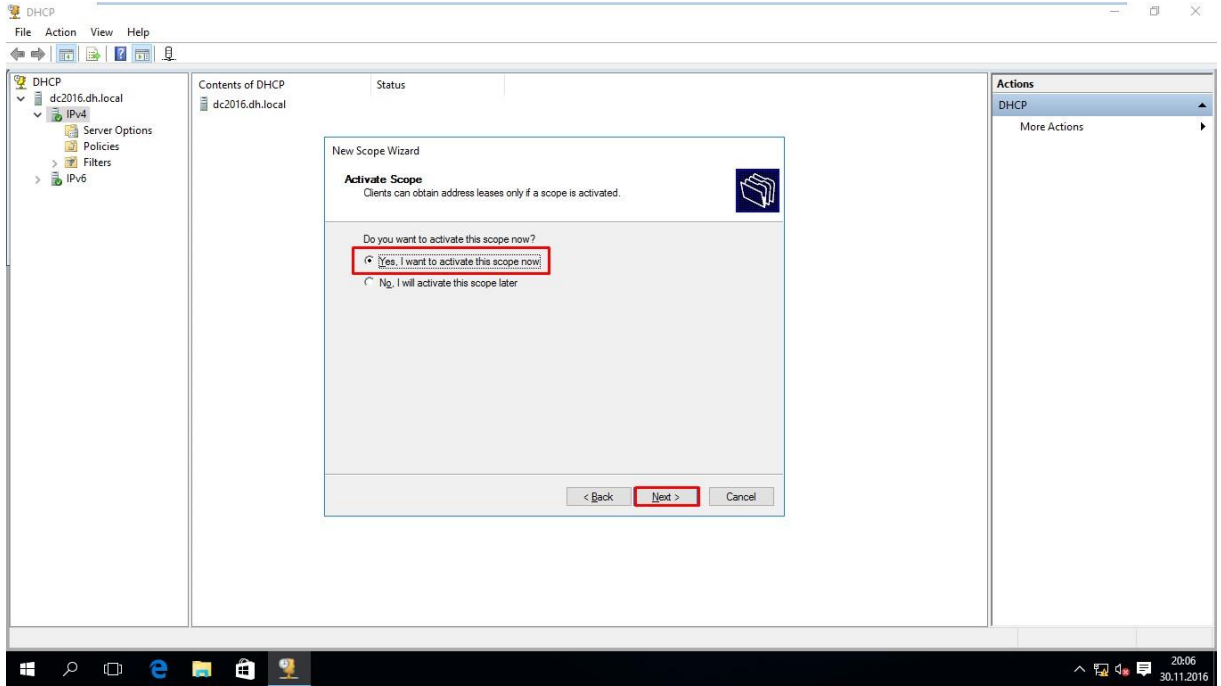 DHCP
File Action View Help
DHCP
dc2016.dh.local
IPv4
Server Options
Policies
Filters
IPv6
Contents of DHCP Status
dc2016.dh.local
Actions
DHCP
More Actions
New Scope Wizard
Activate Scope
Clients can obtain address leases only if a scope is activated.
Do you want to activate this scope now?
Yes, I want to activate this scope now
No, I will activate this scope later
< Back Next > Cancel
20:06
30.11.2016